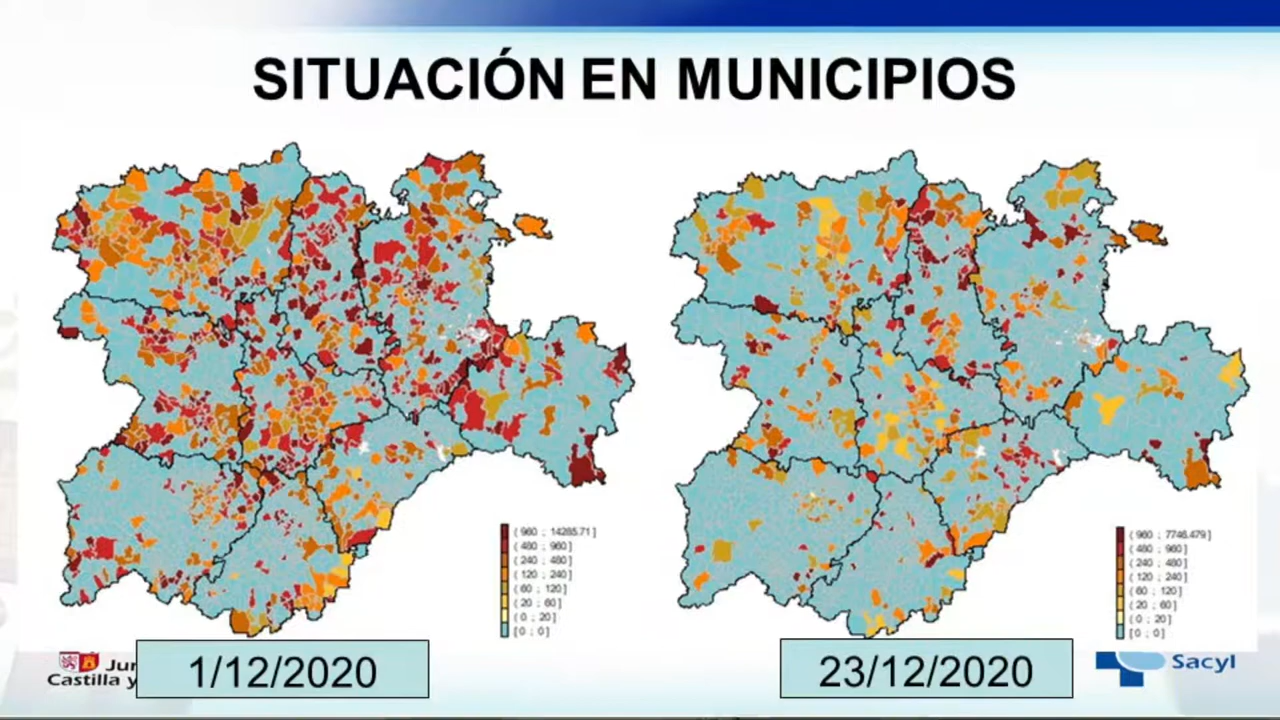 SITUACIÓN EN MUNICIPIOS
( 960 ; 14285.71 ]
( 480 ; 960 ]
( 240 ; 480 ]
( 120 ; 240 ]
( 60 ; 120 ]
( 20 ; 60 ]
( 0 ; 20 ]
[ 0 ; 0 ]
( 960 ; 7746.479 ]
( 480 ; 960 ]
( 240 ; 480 ]
( 120 ; 240 ]
( 60 ; 120 ]
( 20 ; 60 ]
( 0 ; 20 ]
[ 0 ; 0 ]
Jun
Castilla y
1/12/2020
23/12/2020
Sacyl